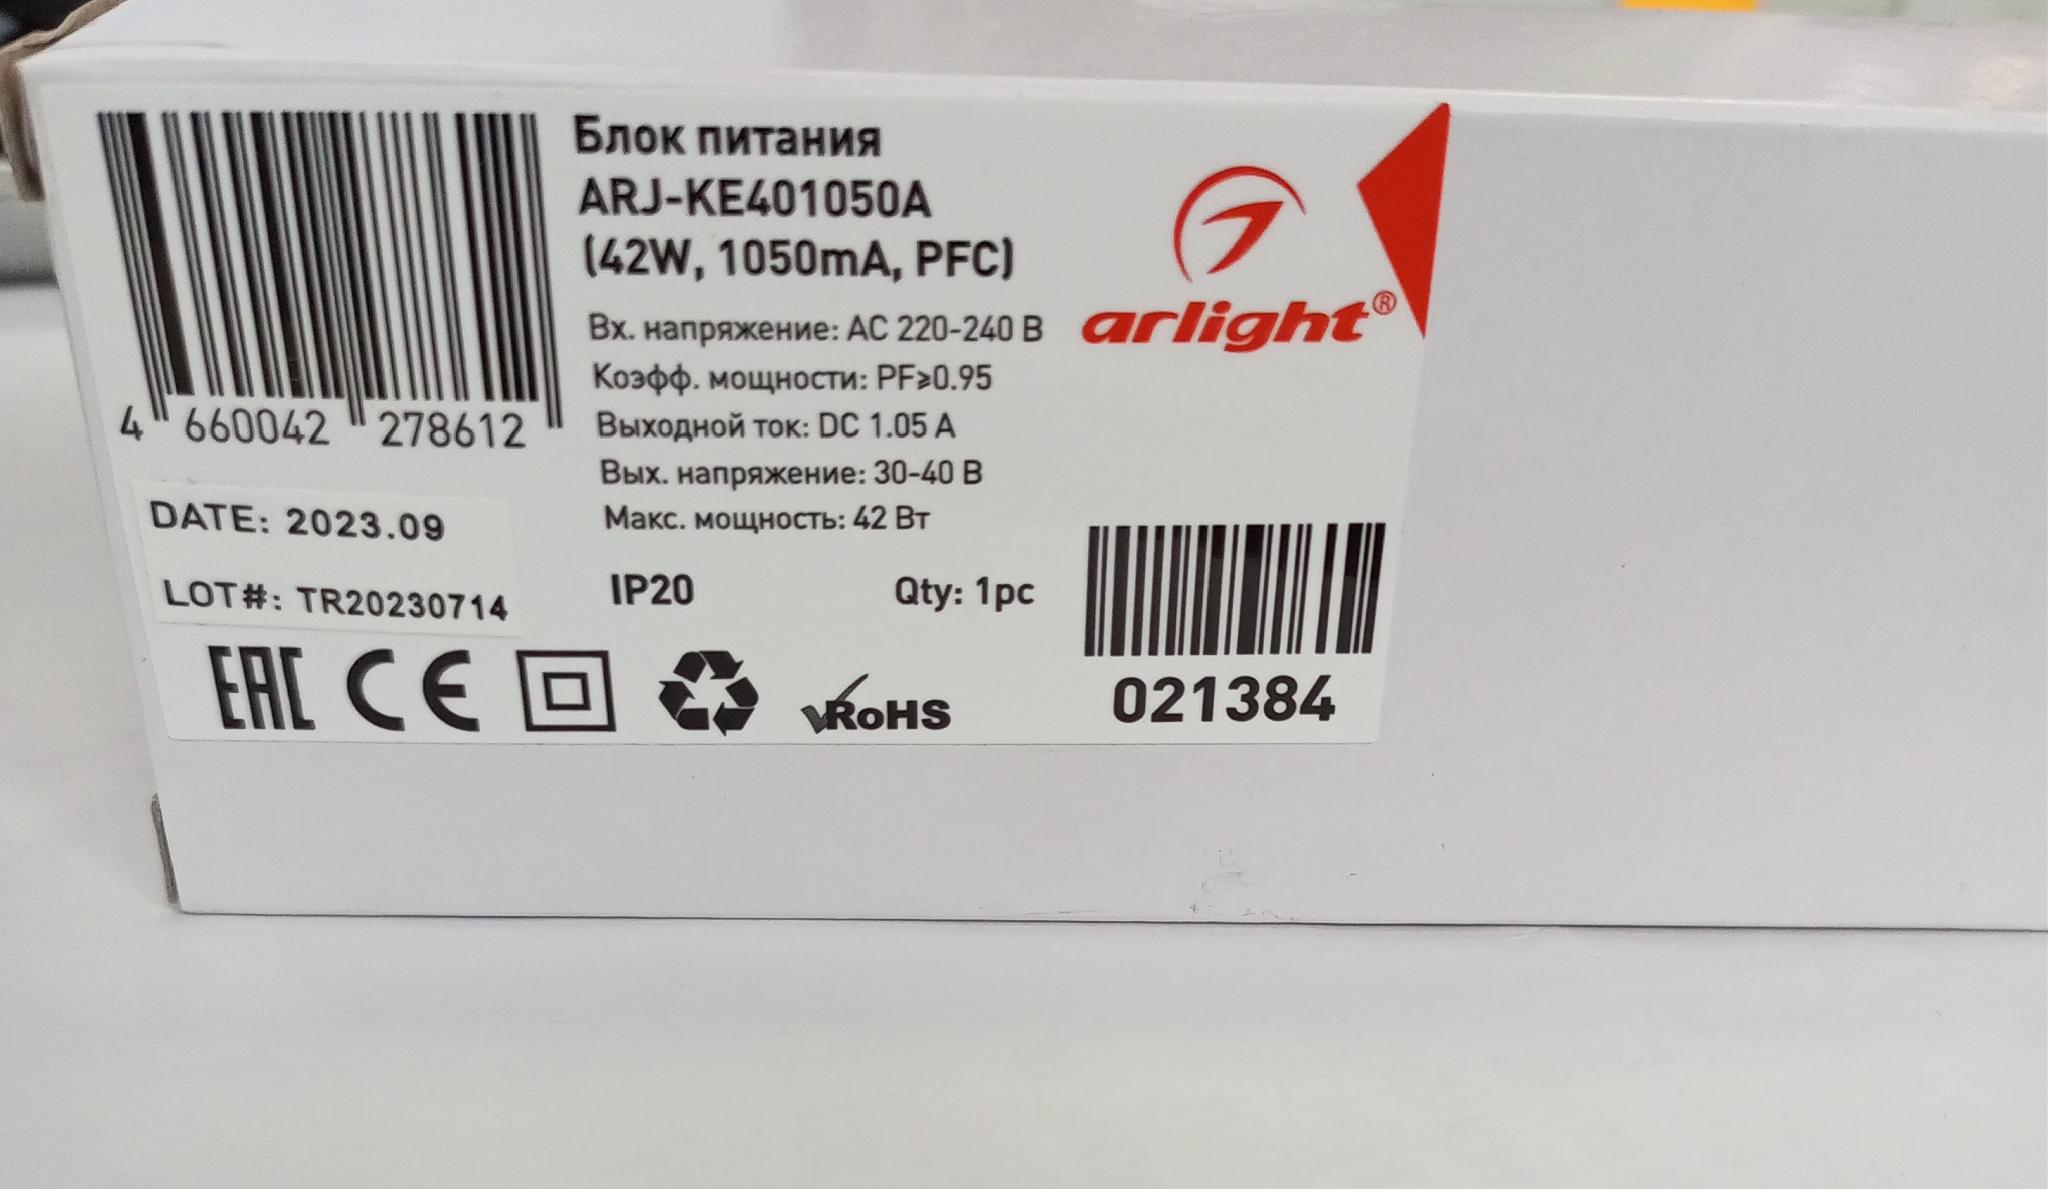 Блок питания
ARJ-KE401050A
(42W, 1050mA, PFC)
Вх. напряжение: AC 220-240 В
Коэфф. мощности: PF≥0.95
Выходной ток: DC 1.05 A
Вых. напряжение: 30-40 В
Макс. мощность: 42 Вт
IP20 Qty: 1pc
4 660042 278612
DATE: 2023.09
LOT#: TR20230714
EAC CE RoHS
arlight®
021384